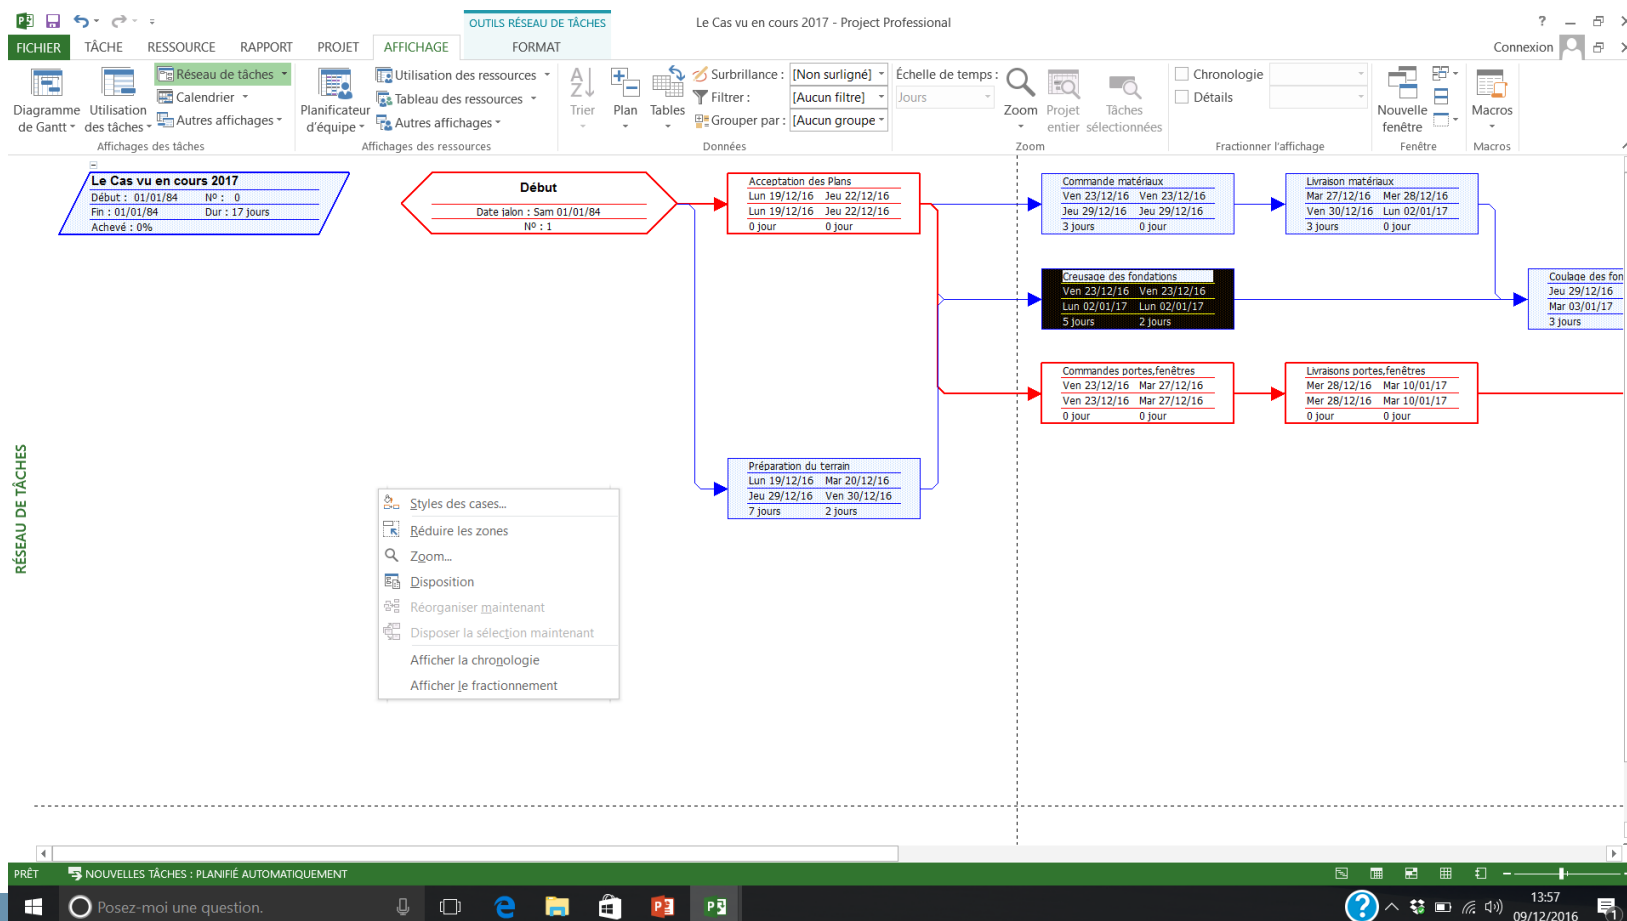 OUTILS RÉSEAU DE TÂCHES
Le Cas vu en cours 2017 - Project Professional
FICHIER TÂCHE RESSOURCE RAPPORT PROJET AFFICHAGE FORMAT
Connexion
Diagramme de Gantt
Utilisation des tâches
Réseau de tâches
Calendrier
Autres affichages
Affichages des tâches
Planificateur d'équipe
Utilisation des ressources
Tableau des ressources
Autres affichages
Affichages des ressources
Trier
Plan
Tables
Surbrillance : [Non surligné]
Filtrer : [Aucun filtre]
Grouper par : [Aucun groupe
Données
Échelle de temps :
Jours
Zoom
Projet entier
Tâches sélectionnées
Zoom
Chronologie
Détails
Fractionner l'affichage
Nouvelle fenêtre
Fenêtre
Macros
Macros
RÉSEAU DE TÂCHES
Le Cas vu en cours 2017
Début : 01/01/84 Nº : 0
Fin : 01/01/84 Dur : 17 jours
Achevé : 0%
Début
Date jalon : Sam 01/01/84
Nº : 1
Acceptation des Plans
Lun 19/12/16 Jeu 22/12/16
Lun 19/12/16 Jeu 22/12/16
0 jour 0 jour
Commande matériaux
Ven 23/12/16 Ven 23/12/16
Jeu 29/12/16 Jeu 29/12/16
3 jours 0 jour
Livraison matériaux
Mar 27/12/16 Mer 28/12/16
Ven 30/12/16 Lun 02/01/17
3 jours 0 jour
Creusage des fondations
Ven 23/12/16 Ven 23/12/16
Lun 02/01/17 Lun 02/01/17
5 jours 2 jours
Coulage des fon
Jeu 29/12/16
Mar 03/01/17
3 jours
Commandes portes,fenêtres
Ven 23/12/16 Mar 27/12/16
Ven 23/12/16 Mar 27/12/16
0 jour 0 jour
Livraisons portes,fenêtres
Mer 28/12/16 Mar 10/01/17
Mer 28/12/16 Mar 10/01/17
0 jour 0 jour
Préparation du terrain
Lun 19/12/16 Mar 20/12/16
Jeu 29/12/16 Ven 30/12/16
7 jours 2 jours
Styles des cases...
Réduire les zones
Zoom...
Disposition
Réorganiser maintenant
Disposer la sélection maintenant
Afficher la chronologie
Afficher le fractionnement
PRÊT NOUVELLES TÂCHES : PLANIFIÉ AUTOMATIQUEMENT
Posez-moi une question.
13:57
09/12/2016
1